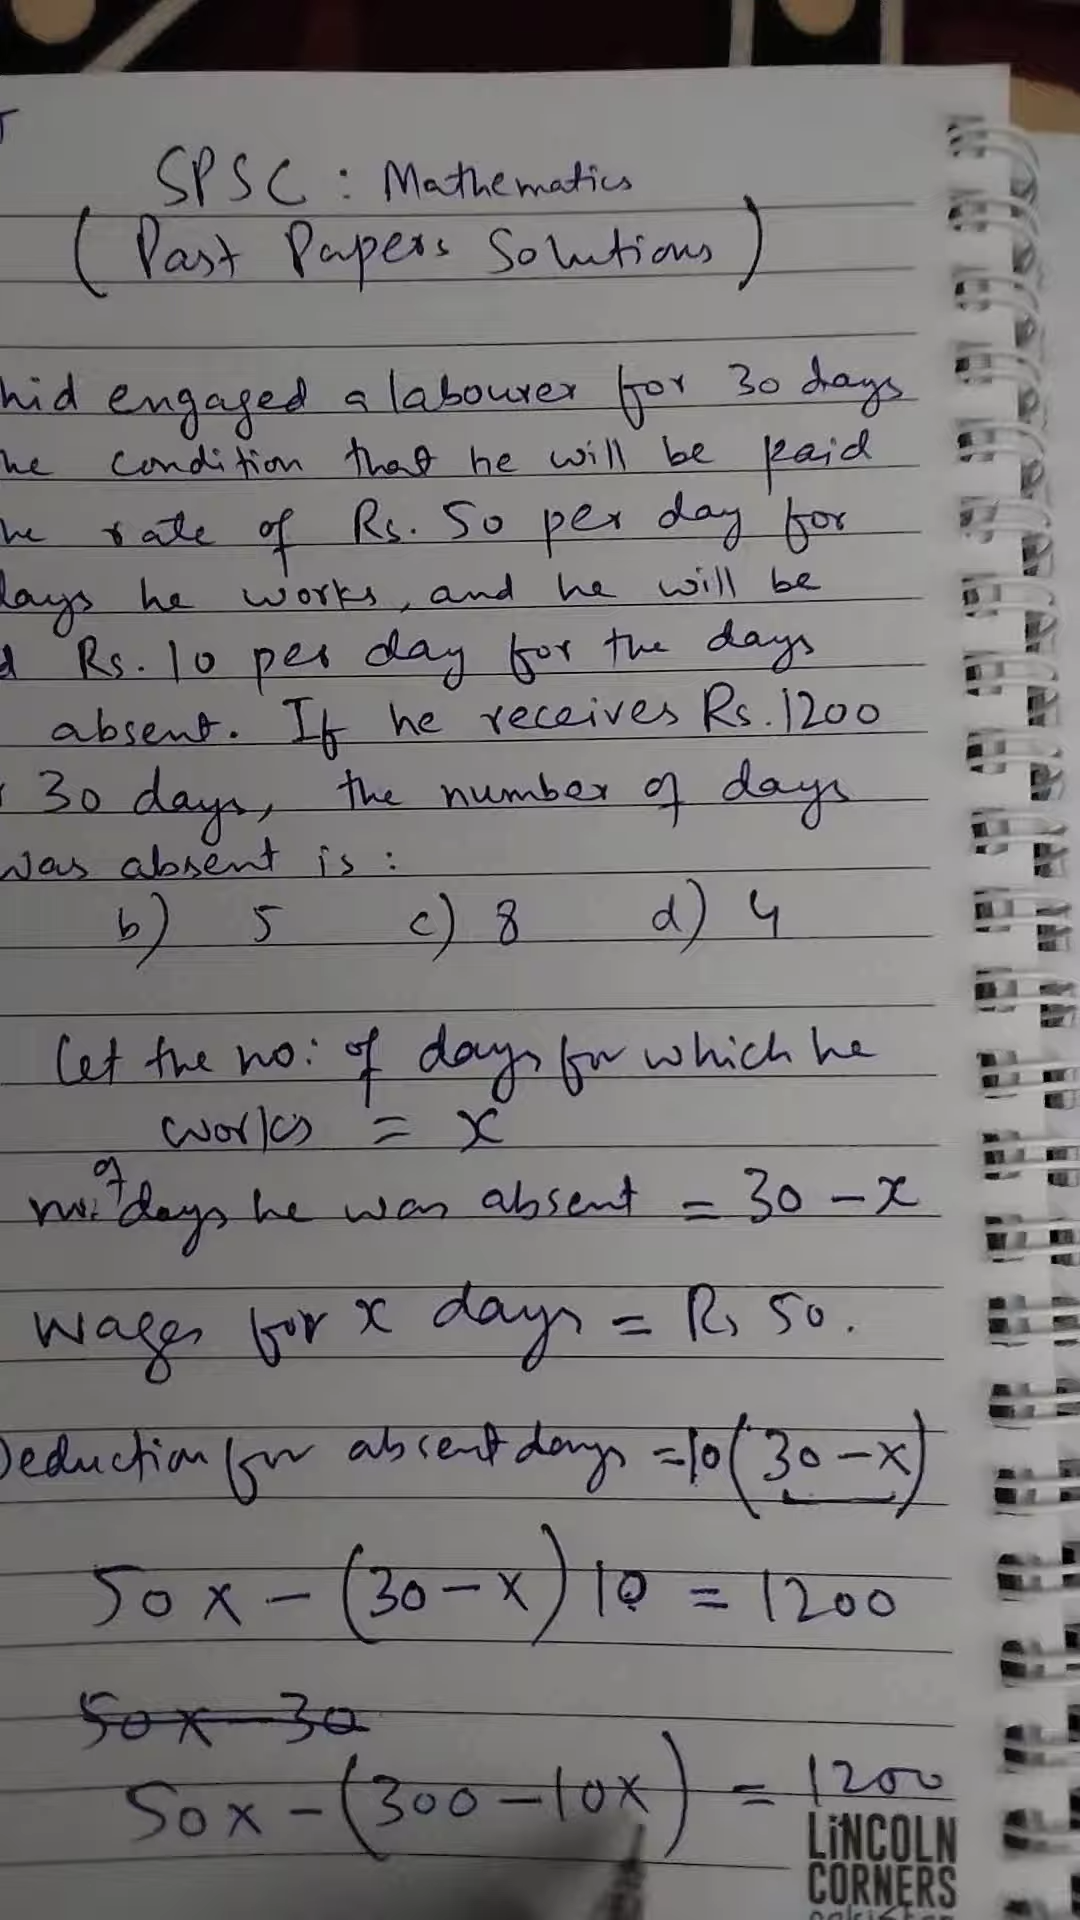 SPSC : Mathematics
( Past Papers Solutions )
hid engaged a labourer for 30 days
he condition that he will be paid
he rate of Rs. 50 per day for
days he works, and he will be
d Rs. 10 per day for the days
absent. If he receives Rs. 1200
30 days, the number of days
was absent is :
b) 5 c) 8 d) 4
Let the no: of days for which he
works = x
no: of days he was absent = 30 - x
Wages for x days = Rs 50.
Deduction for absent days = 10(30 - x)
50x - (30 - x) 10 = 1200
50x 30
50x - (300 - 10x) = 1200
LINCOLN
CORNERS